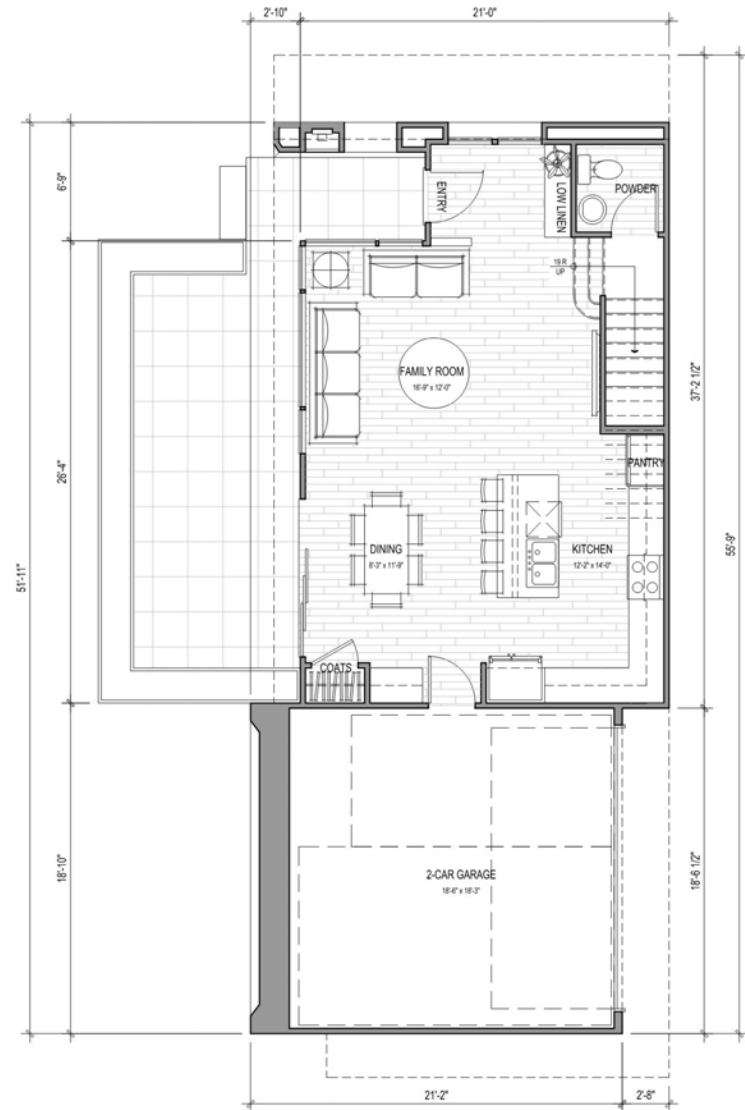 2'-10"
21'-0"
6'-9"
ENTRY
LOW LINEN
POWDER
19 R
UP
37'-2 1/2"
FAMILY ROOM
16'-9" x 12'-0"
26'-4"
PANTRY
51'-11"
55'-9"
DINING
8'-3" x 11'-9"
KITCHEN
12'-2" x 14'-0"
COATS
18'-10"
2-CAR GARAGE
18'-6" x 18'-3"
18'-6 1/2"
21'-2"
2'-8"